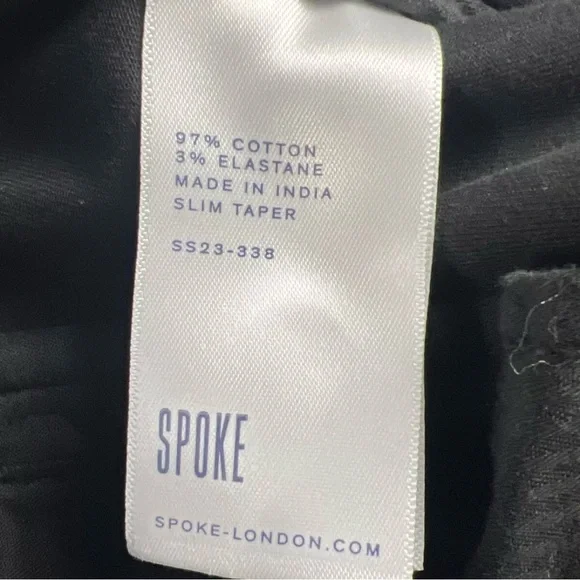 97% COTTON
3% ELASTANE
MADE IN INDIA
SLIM TAPER
SS23-338
SPOKE
SPOKE-LONDON.COM